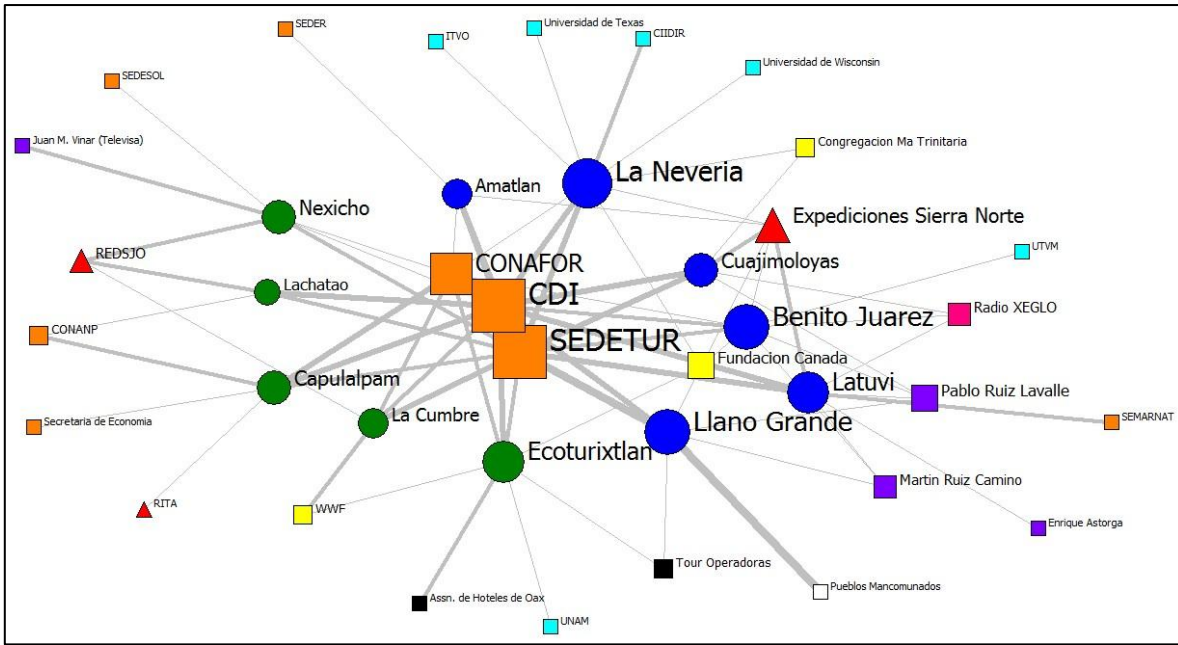 SEDER
ITVO
Universidad de Texas
CIIDIR
Universidad de Wisconsin
SEDESOL
Juan M. Vinar (Televisa)
Congregacion Ma Trinitaria
La Neveria
Amatlan
Nexicho
Expediciones Sierra Norte
REDSJO
CONAFOR
Cuajimoloyas
UTVM
Lachatao
CDI
Radio XEGLO
Benito Juarez
CONANP
SEDETUR
Fundacion Canada
Capulalpam
Latuvi
Pablo Ruiz Lavalle
La Cumbre
Llano Grande
SEMARNAT
Secretaria de Economia
Ecoturixtlan
Martin Ruiz Camino
RITA
WWF
Enrique Astorga
Tour Operadoras
Pueblos Mancomunados
Assn. de Hoteles de Oax
UNAM